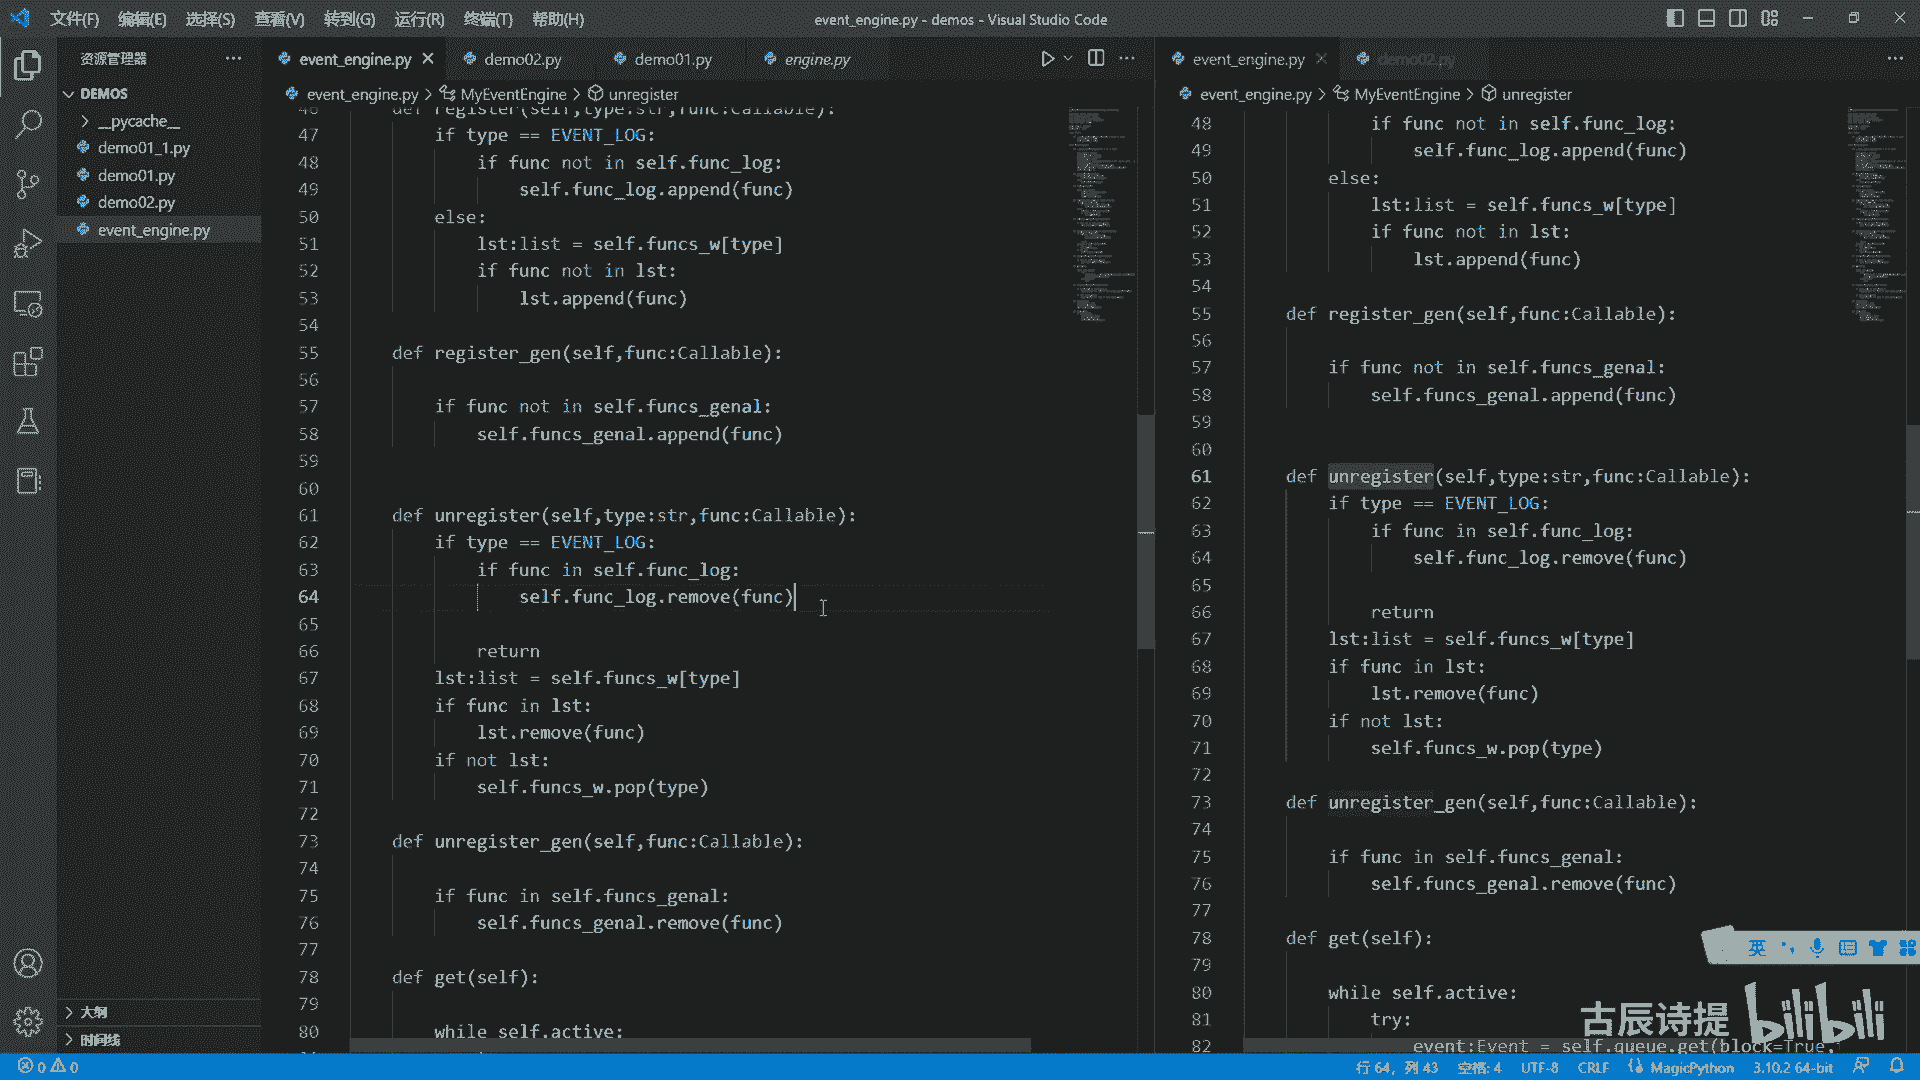 文件(F) 编辑(E) 选择(S) 查看(V) 转到(G) 运行(R) 终端(T) 帮助(H)
event_engine.py - demos - Visual Studio Code
资源管理器
DEMOS
__pycache__
demo01_1.py
demo01.py
demo02.py
event_engine.py
大纲
时间线
event_engine.py demo02.py demo01.py engine.py
event_engine.py > MyEventEngine > unregister
46 def register(self,type:str,func:Callable):
47 if type == EVENT_LOG:
48 if func not in self.func_log:
49 self.func_log.append(func)
50 else:
51 lst:list = self.funcs_w[type]
52 if func not in lst:
53 lst.append(func)
54
55 def register_gen(self,func:Callable):
56
57 if func not in self.funcs_genal:
58 self.funcs_genal.append(func)
59
60
61 def unregister(self,type:str,func:Callable):
62 if type == EVENT_LOG:
63 if func in self.func_log:
64 self.func_log.remove(func)
65
66 return
67 lst:list = self.funcs_w[type]
68 if func in lst:
69 lst.remove(func)
70 if not lst:
71 self.funcs_w.pop(type)
72
73 def unregister_gen(self,func:Callable):
74
75 if func in self.funcs_genal:
76 self.funcs_genal.remove(func)
77
78 def get(self):
79
80 while self.active:
event_engine.py demo02.py
event_engine.py > MyEventEngine > unregister
48 if func not in self.func_log:
49 self.func_log.append(func)
50 else:
51 lst:list = self.funcs_w[type]
52 if func not in lst:
53 lst.append(func)
54
55 def register_gen(self,func:Callable):
56
57 if func not in self.funcs_genal:
58 self.funcs_genal.append(func)
59
60
61 def unregister(self,type:str,func:Callable):
62 if type == EVENT_LOG:
63 if func in self.func_log:
64 self.func_log.remove(func)
65
66 return
67 lst:list = self.funcs_w[type]
68 if func in lst:
69 lst.remove(func)
70 if not lst:
71 self.funcs_w.pop(type)
72
73 def unregister_gen(self,func:Callable):
74
75 if func in self.funcs_genal:
76 self.funcs_genal.remove(func)
77
78 def get(self):
79
80 while self.active:
81 try:
82 event:Event = self.queue.get(block=True,
英
古辰诗提 bilibili
0 0
行 64，列 43 空格: 4 UTF-8 CRLF MagicPython 3.10.2 64-bit